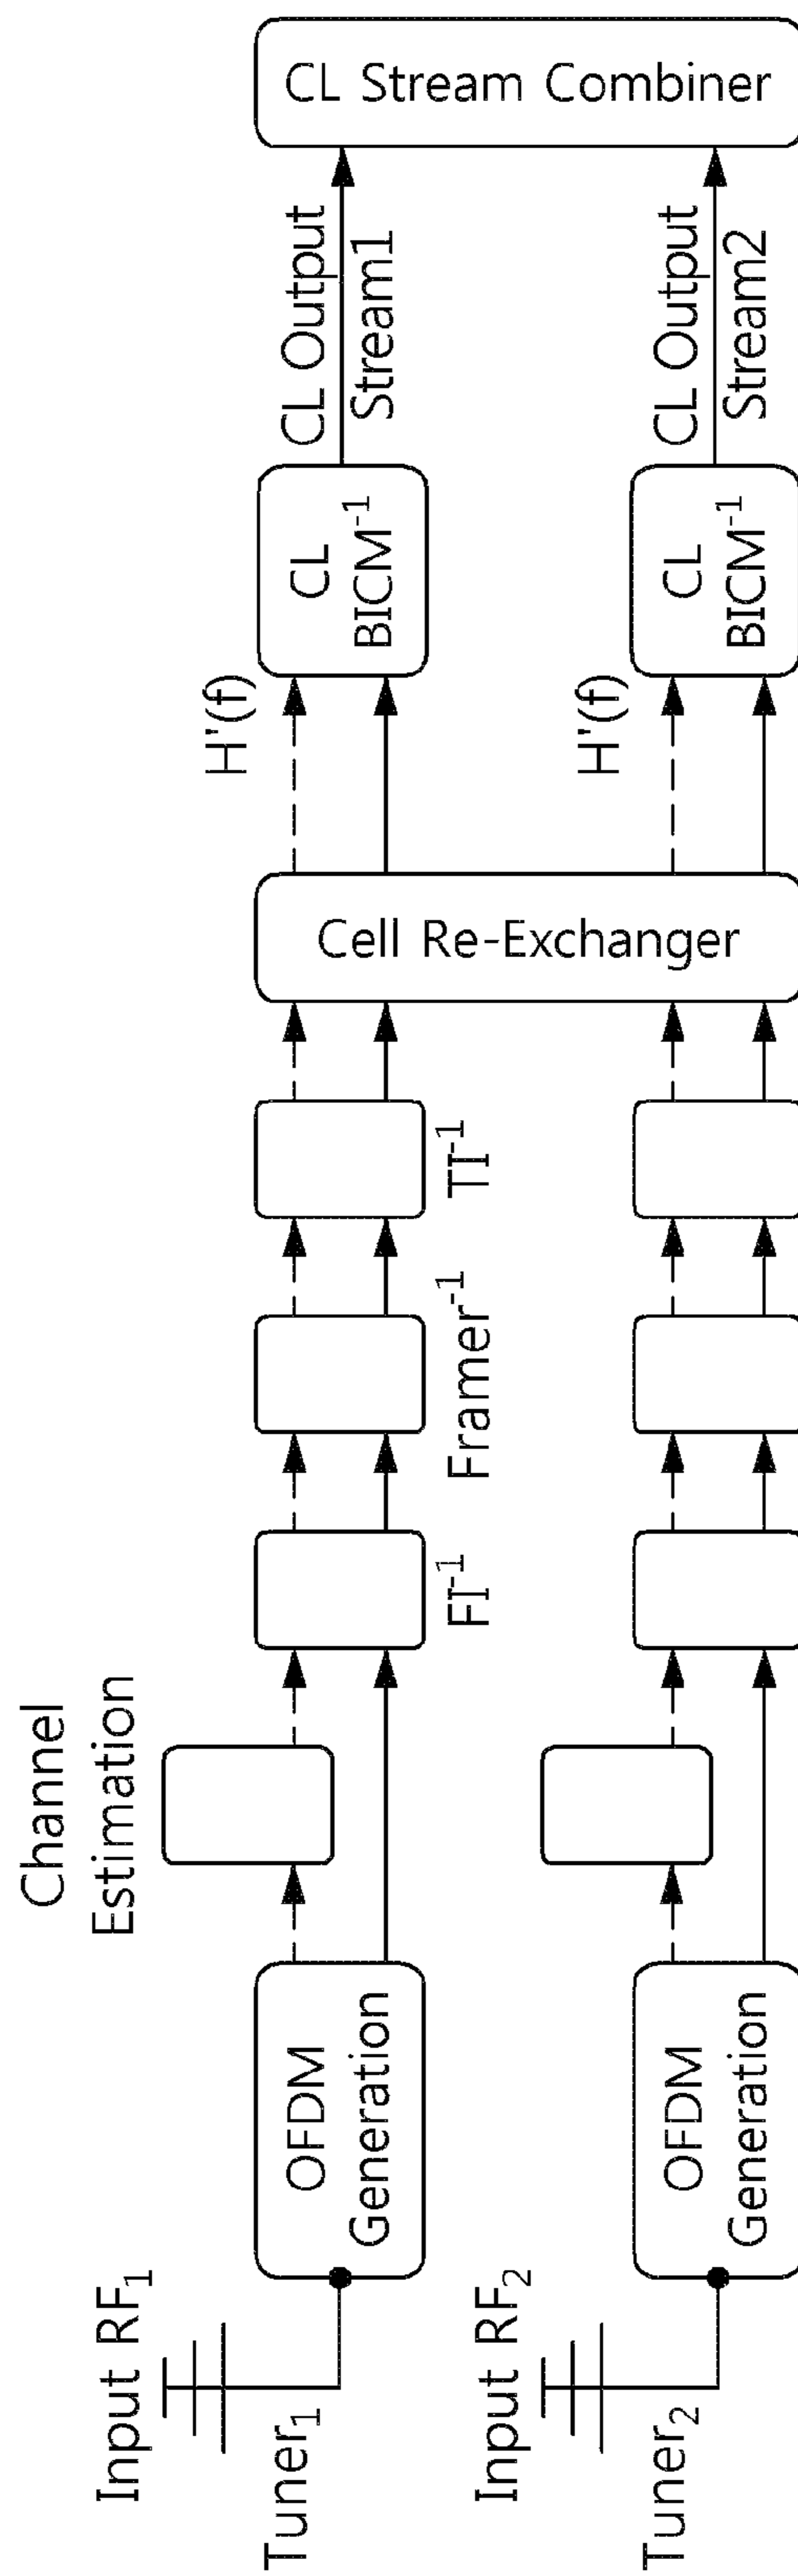 Input RF1
Tuner1
OFDM
Generation
Channel
Estimation
FI-1
Framer-1
TI-1
Cell Re-Exchanger
H'(f)
CL
BICM-1
CL Output
Stream1
CL Stream Combiner
Input RF2
Tuner2
OFDM
Generation
H'(f)
CL
BICM-1
CL Output
Stream2